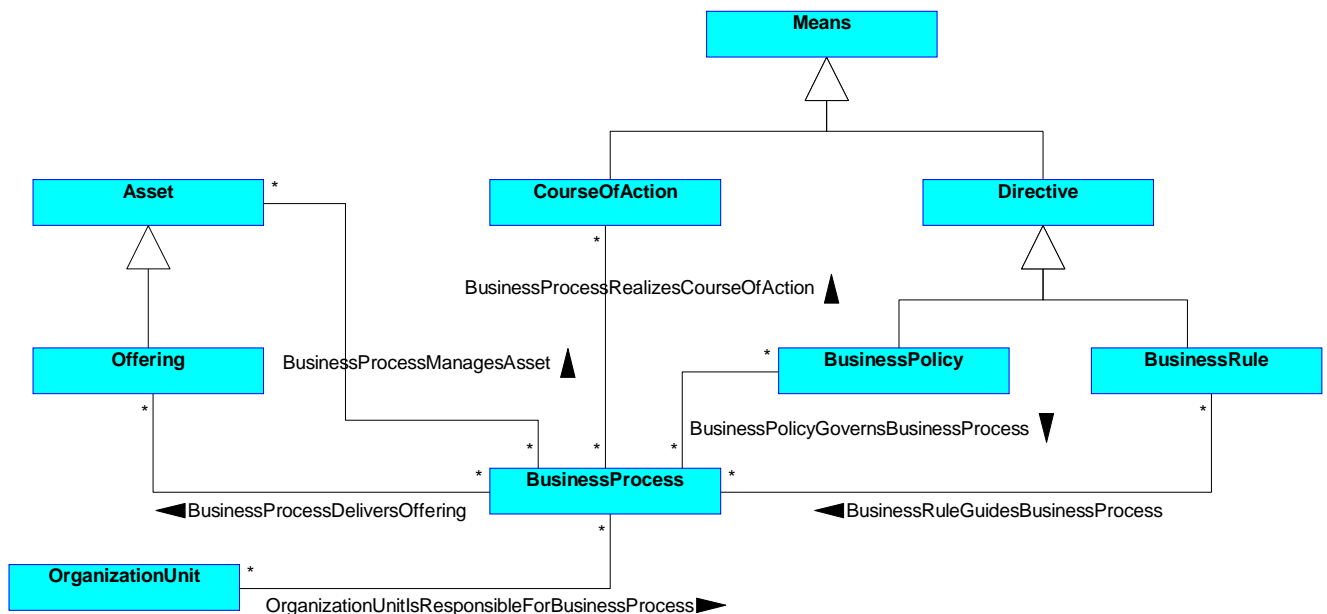 Means
Asset
*
CourseOfAction
Directive
*
BusinessProcessRealizesCourseOfAction
Offering
BusinessProcessManagesAsset
*
BusinessPolicy
BusinessRule
*
*
BusinessPolicyGovernsBusinessProcess
*
*
*
*
*
BusinessProcess
*
BusinessProcessDeliversOffering
BusinessRuleGuidesBusinessProcess
*
OrganizationUnit
*
OrganizationUnitIsResponsibleForBusinessProcess